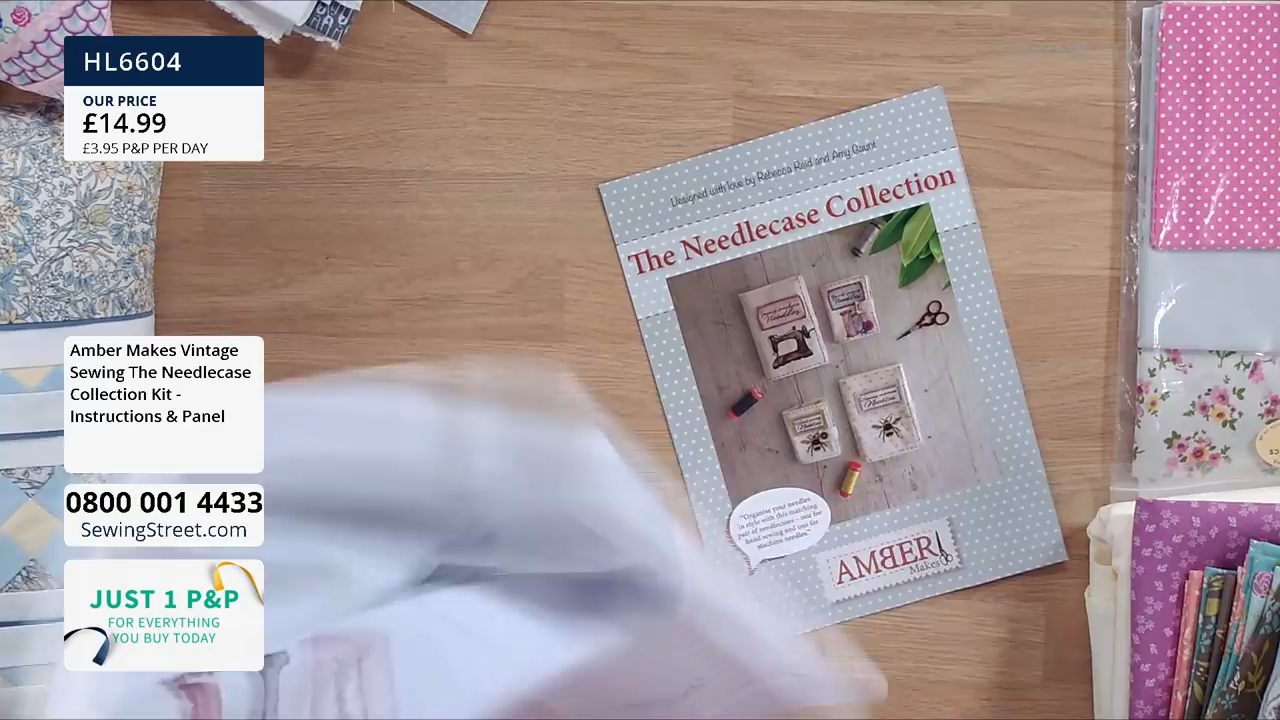 HL6604
OUR PRICE
£14.99
£3.95 P&P PER DAY
Amber Makes Vintage
Sewing The Needlecase
Collection Kit -
Instructions & Panel
0800 001 4433
SewingStreet.com
JUST 1 P&P
FOR EVERYTHING
YOU BUY TODAY
Designed with love by Rebecca Reid and Amy Gaunt
The Needlecase Collection
Needles
Needles
Needles
"Organise your needles
in style with this matching
pair of needlecases – one for
hand sewing and one for
machine needles."
AMBER
Makes